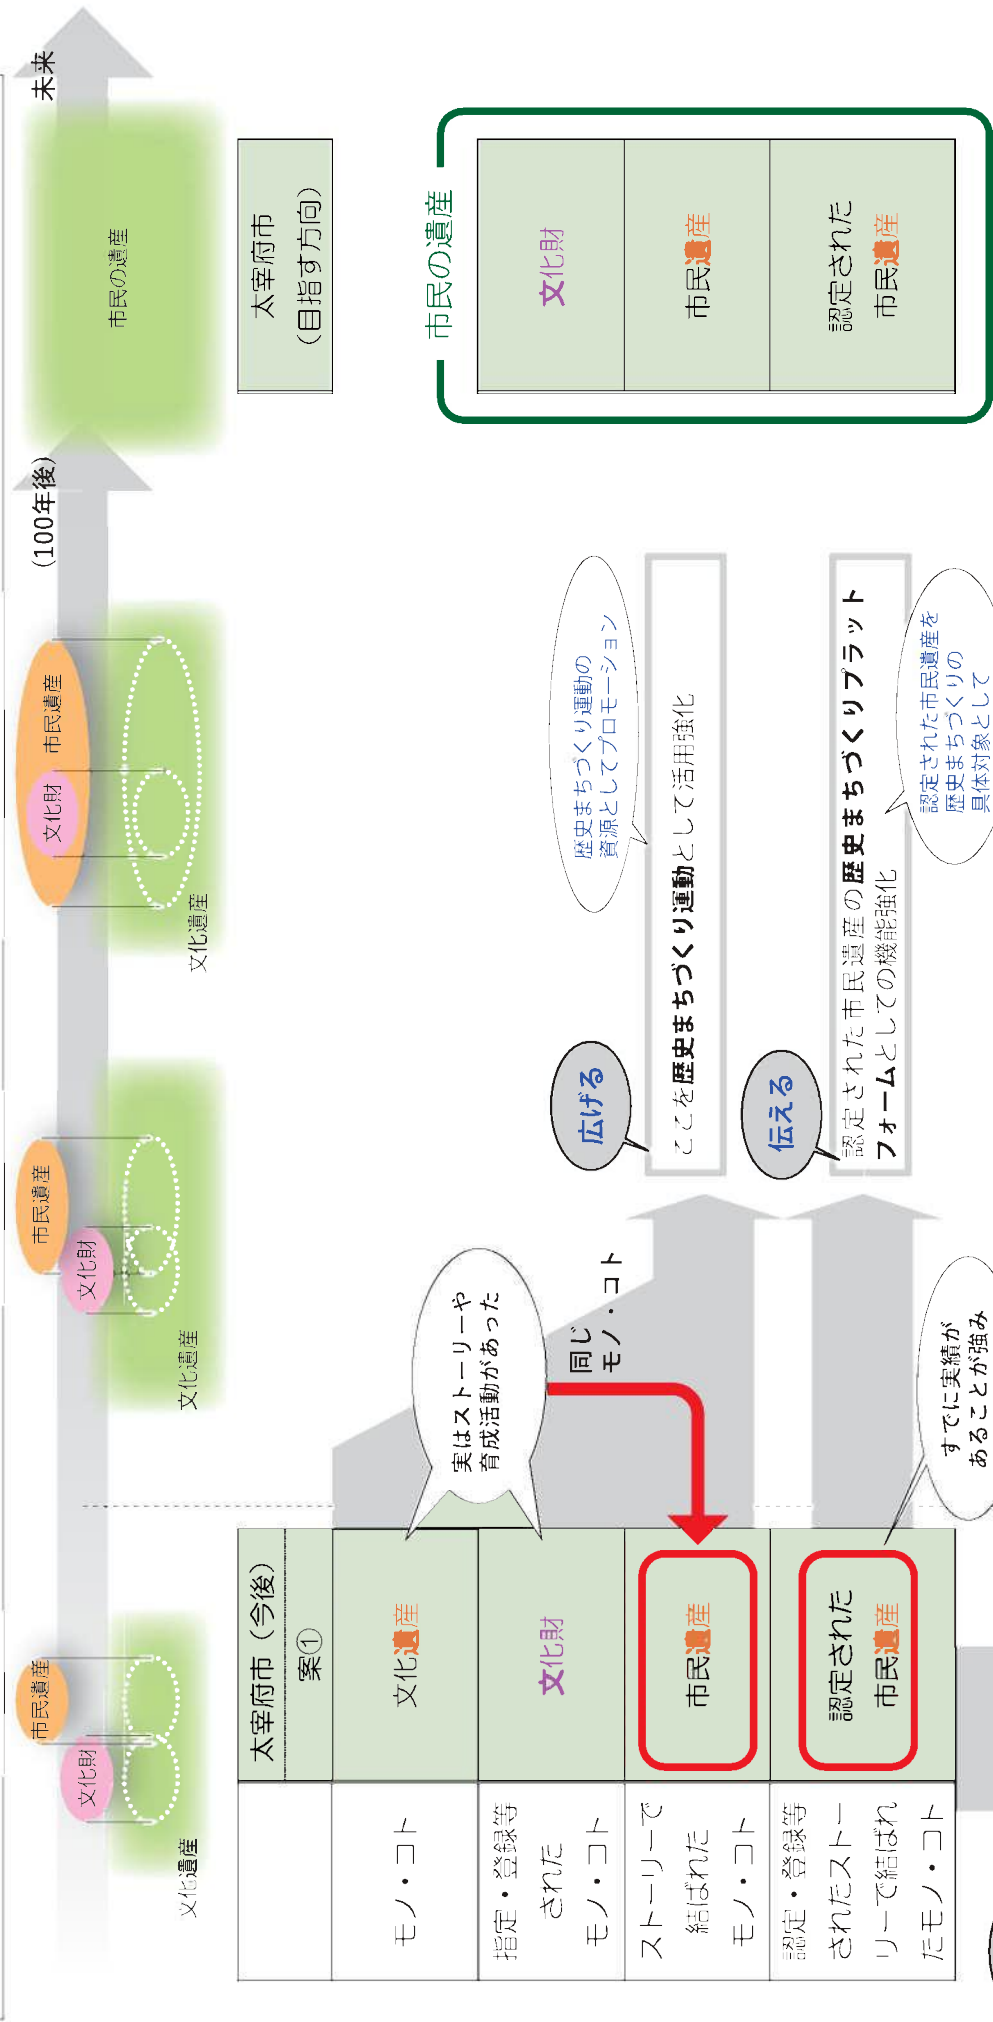 市民遺産
文化財
文化遺産
市民遺産
文化財
文化遺産
文化財
市民遺産
文化遺産
(100年後)
市民の遺産
未来
太宰府市（今後）
案①
太宰府市
(目指す方向)
モノ・コト
文化遺産
指定・登録等
された
モノ・コト
文化財
ストーリーで
結ばれた
モノ・コト
市民遺産
認定・登録等
されたストー
リーで結ばれ
たモノ・コト
認定された
市民遺産
実はストーリーや
育成活動があった
同じ
モノ・コト
すでに実績が
あることが強み
広げる
ここを歴史まちづくり運動として活用強化
歴史まちづくり運動の
資源としてプロモーション
伝える
認定された市民遺産の歴史まちづくりプラット
フォームとしての機能強化
認定された市民遺産を
歴史まちづくりの
具体対象として
市民の遺産
文化財
市民遺産
認定された
市民遺産